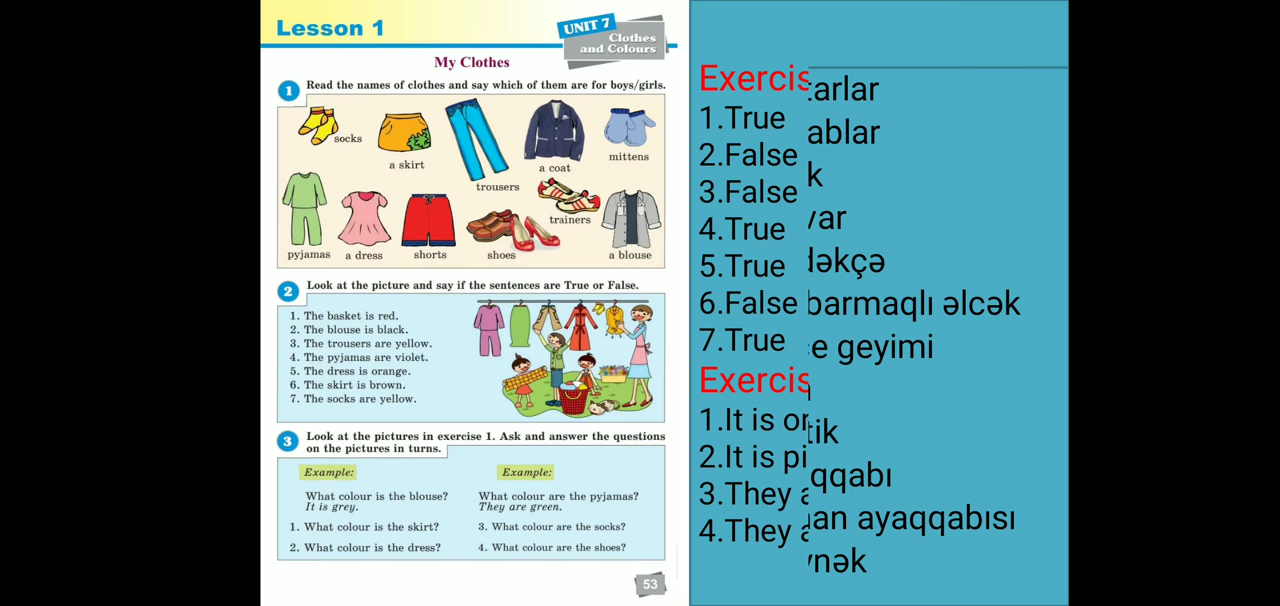 Lesson 1
UNIT 7
Clothes
and Colours
My Clothes
1 Read the names of clothes and say which of them are for boys/girls.
socks
a skirt
trousers
a coat
mittens
pyjamas
a dress
shorts
shoes
trainers
a blouse
2 Look at the picture and say if the sentences are True or False.
1. The basket is red.
2. The blouse is black.
3. The trousers are yellow.
4. The pyjamas are violet.
5. The dress is orange.
6. The skirt is brown.
7. The socks are yellow.
3 Look at the pictures in exercise 1. Ask and answer the questions
on the pictures in turns.
Example:
What colour is the blouse?
It is grey.
1. What colour is the skirt?
2. What colour is the dress?
Example:
What colour are the pyjamas?
They are green.
3. What colour are the socks?
4. What colour are the shoes?
53
Exercis
1.True
2.False
3.False
4.True
5.True
6.False
7.True
Exercis
1.It is or
2.It is pi
3.They a
4.They a
arlar
ablar
k
var
ləkçə
barmaqlı əlcək
e geyimi
tik
qqabı
an ayaqqabısı
ynək